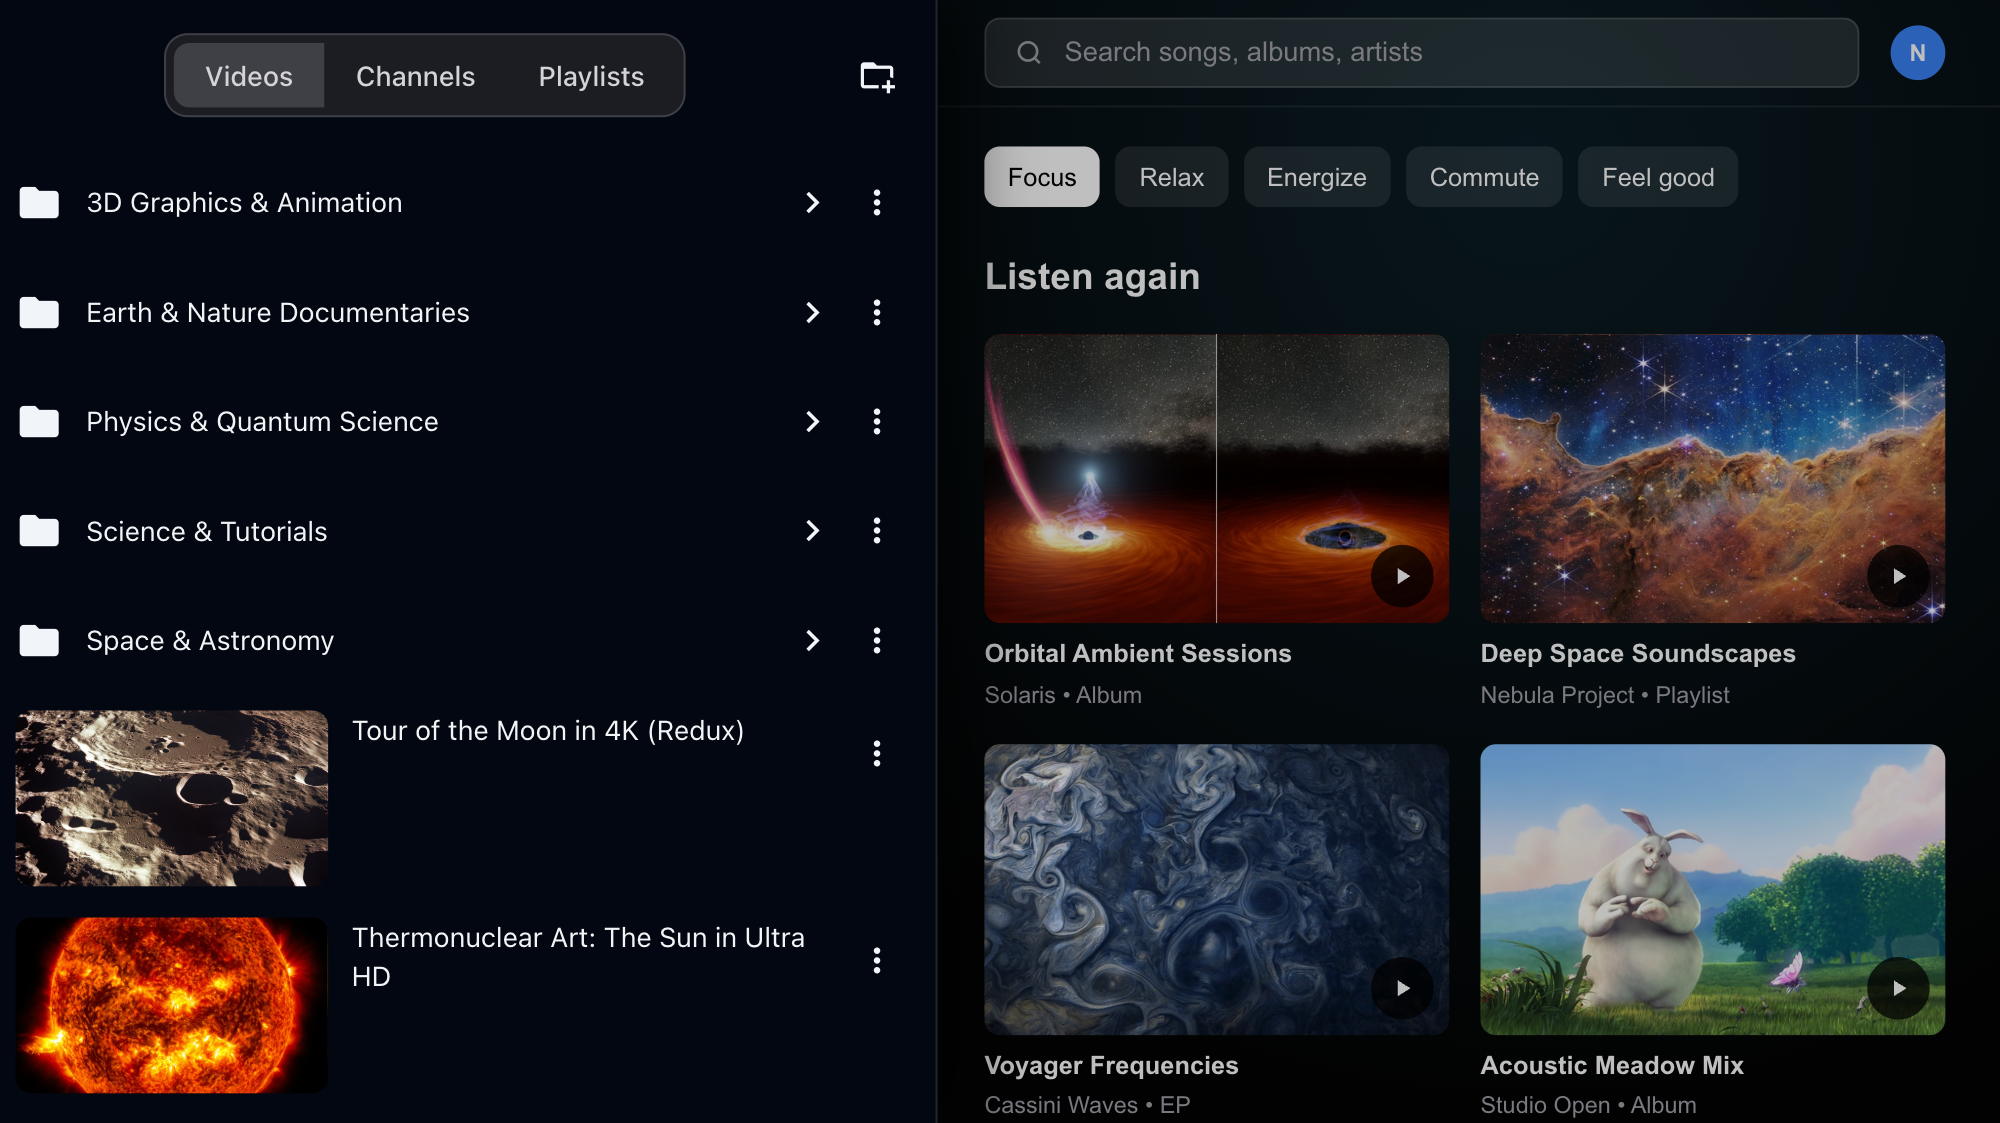 Videos
Channels
Playlists
3D Graphics & Animation
Earth & Nature Documentaries
Physics & Quantum Science
Science & Tutorials
Space & Astronomy
Tour of the Moon in 4K (Redux)
Thermonuclear Art: The Sun in Ultra
HD
Search songs, albums, artists
N
Focus
Relax
Energize
Commute
Feel good
Listen again
Orbital Ambient Sessions
Solaris • Album
Deep Space Soundscapes
Nebula Project • Playlist
Voyager Frequencies
Cassini Waves • EP
Acoustic Meadow Mix
Studio Open • Album